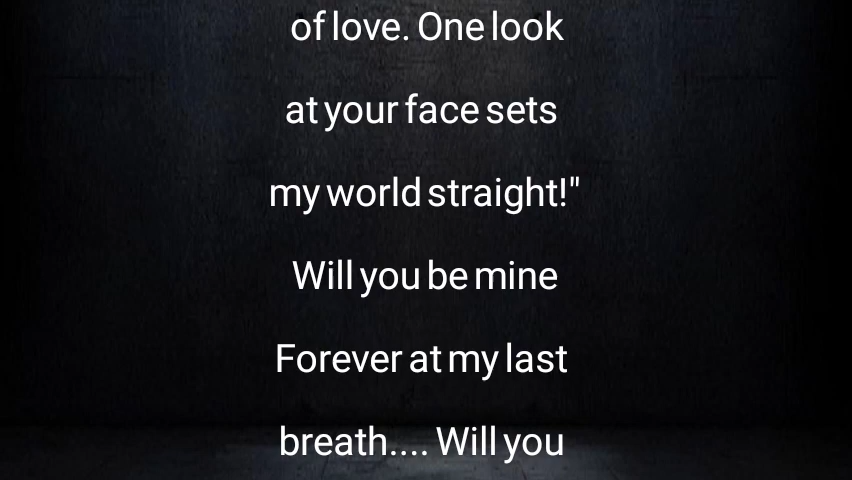 of love. One look
at your face sets
my world straight!"
Will you be mine
Forever at my last
breath.... Will you